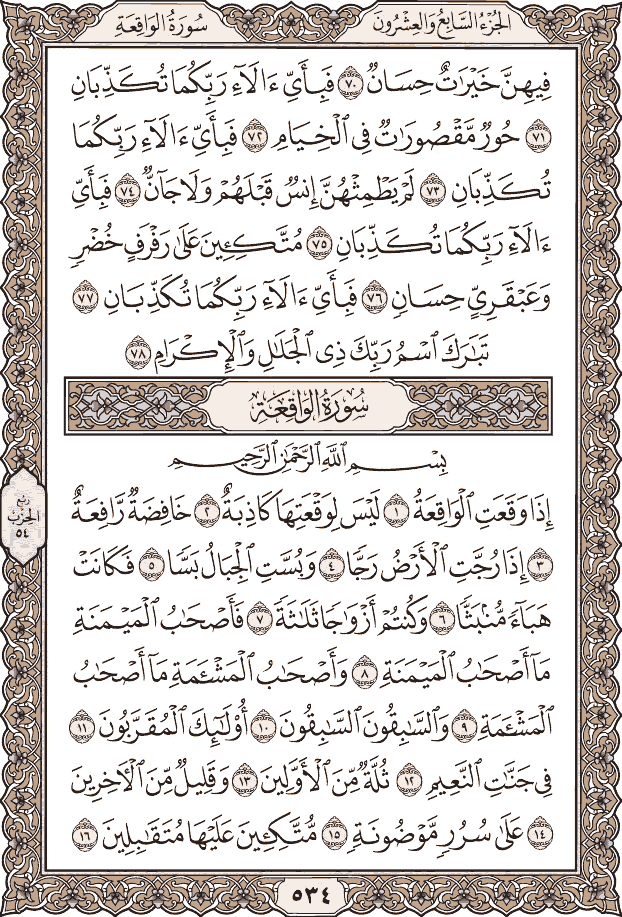 الجُزْءُ السَّابِعُ وَالعِشْرُونَ
سُورَةُ الوَاقِعَةِ
فِيهِنَّ خَيْرَٰتٌ حِسَانٌ ٧٠ فَبِأَيِّ ءَالَآءِ رَبِّكُمَا تُكَذِّبَانِ
٧١ حُورٌ مَّقْصُورَٰتٌ فِى ٱلْخِيَامِ ٧٢ فَبِأَيِّ ءَالَآءِ رَبِّكُمَا
تُكَذِّبَانِ ٧٣ لَمْ يَطْمِثْهُنَّ إِنسٌ قَبْلَهُمْ وَلَا جَآنٌّ ٧٤ فَبِأَيِّ
ءَالَآءِ رَبِّكُمَا تُكَذِّبَانِ ٧٥ مُتَّكِـِٔينَ عَلَىٰ رَفْرَفٍ خُضْرٍ
وَعَبْقَرِيٍّ حِسَانٍ ٧٦ فَبِأَيِّ ءَالَآءِ رَبِّكُمَا تُكَذِّبَانِ ٧٧
تَبَٰرَكَ ٱسْمُ رَبِّكَ ذِى ٱلْجَلَٰلِ وَٱلْإِكْرَامِ ٧٨
سُورَةُ الوَاقِعَةِ
بِسْمِ ٱللَّهِ ٱلرَّحْمَٰنِ ٱلرَّحِيمِ
إِذَا وَقَعَتِ ٱلْوَاقِعَةُ ١ لَيْسَ لِوَقْعَتِهَا كَاذِبَةٌ ٢ خَافِضَةٌ رَّافِعَةٌ
٣ إِذَا رُجَّتِ ٱلْأَرْضُ رَجًّا ٤ وَبُسَّتِ ٱلْجِبَالُ بَسًّا ٥ فَكَانَتْ
هَبَآءً مُّنۢبَثًّا ٦ وَكُنتُمْ أَزْوَٰجًا ثَلَٰثَةً ٧ فَأَصْحَٰبُ ٱلْمَيْمَنَةِ
مَآ أَصْحَٰبُ ٱلْمَيْمَنَةِ ٨ وَأَصْحَٰبُ ٱلْمَشْـَٔمَةِ مَآ أَصْحَٰبُ
ٱلْمَشْـَٔمَةِ ٩ وَٱلسَّٰبِقُونَ ٱلسَّٰبِقُونَ ١٠ أُو۟لَٰٓئِكَ ٱلْمُقَرَّبُونَ ١١
فِى جَنَّٰتِ ٱلنَّعِيمِ ١٢ ثُلَّةٌ مِّنَ ٱلْأَوَّلِينَ ١٣ وَقَلِيلٌ مِّنَ ٱلْءَاخِرِينَ
١٤ عَلَىٰ سُرُرٍ مَّوْضُونَةٍ ١٥ مُّتَّكِـِٔينَ عَلَيْهَا مُتَقَٰبِلِينَ ١٦
رُبْعُ
الحِزْبِ
٥٤
٥٣٤